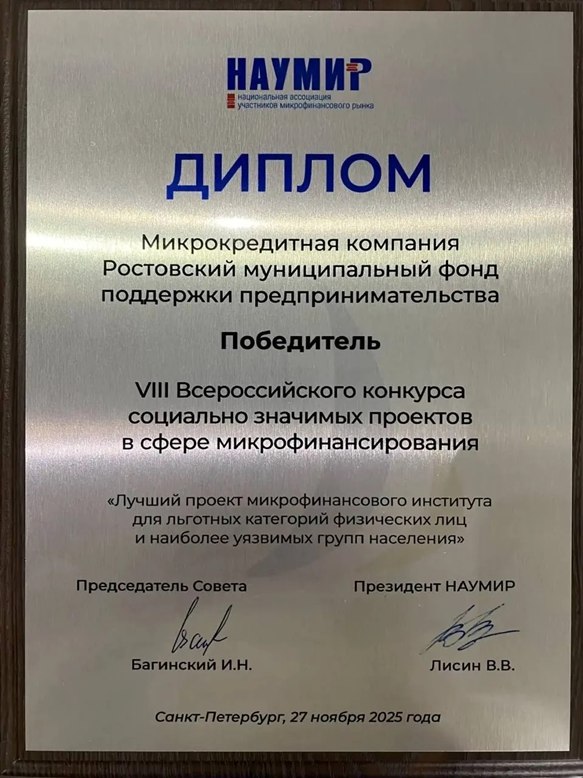 НАУМИР
национальная ассоциация
участников микрофинансового рынка
ДИПЛОМ
Микрокредитная компания
Ростовский муниципальный фонд
поддержки предпринимательства
Победитель
VIII Всероссийского конкурса
социально значимых проектов
в сфере микрофинансирования
«Лучший проект микрофинансового института
для льготных категорий физических лиц
и наиболее уязвимых групп населения»
Председатель Совета Президент НАУМИР
Багинский И.Н. Лисин В.В.
Санкт-Петербург, 27 ноября 2025 года